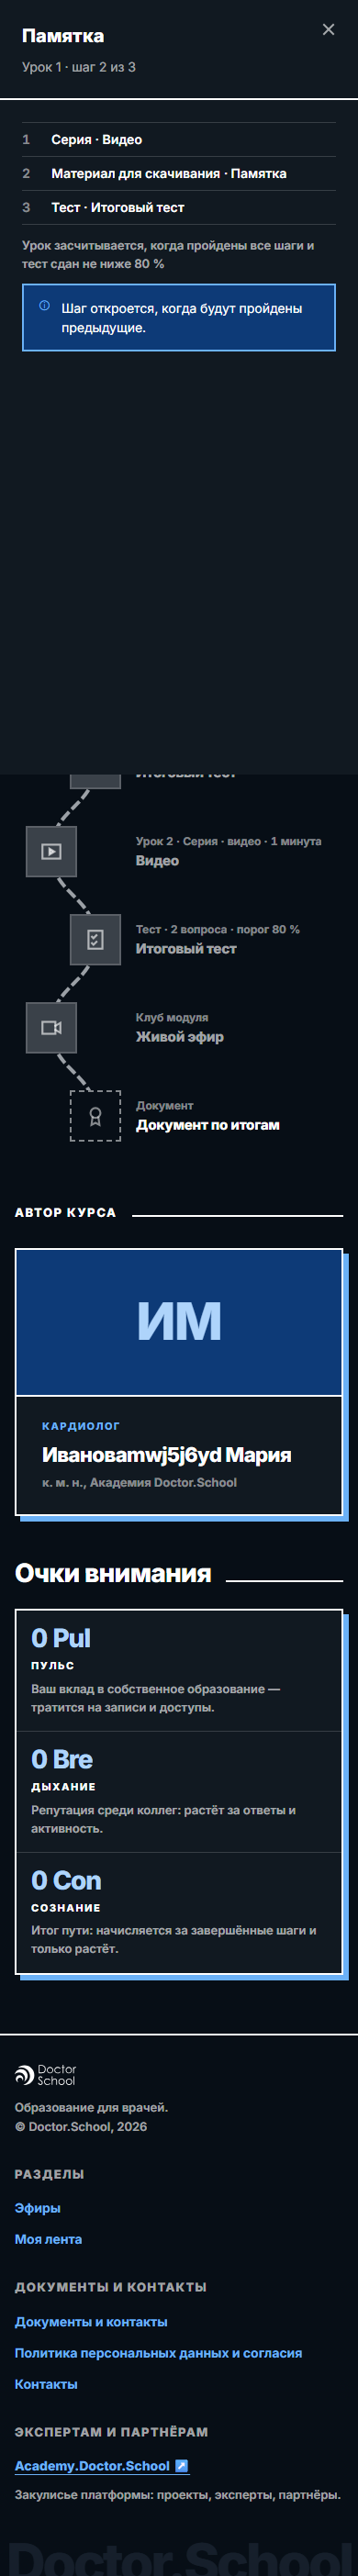 Памятка
Урок 1 · шаг 2 из 3
1 Серия · Видео
2 Материал для скачивания · Памятка
3 Тест · Итоговый тест
Урок засчитывается, когда пройдены все шаги и
тест сдан не ниже 80 %
Шаг откроется, когда будут пройдены
предыдущие.
Итоговый тест
Урок 2 · Серия · видео · 1 минута
Видео
Тест · 2 вопроса · порог 80 %
Итоговый тест
Клуб модуля
Живой эфир
Документ
Документ по итогам
АВТОР КУРСА
ИМ
КАРДИОЛОГ
Ивановаmwj5j6yd Мария
к. м. н., Академия Doctor.School
Очки внимания
0 Pul
ПУЛЬС
Ваш вклад в собственное образование —
тратится на записи и доступы.
0 Bre
ДЫХАНИЕ
Репутация среди коллег: растёт за ответы и
активность.
0 Con
СОЗНАНИЕ
Итог пути: начисляется за завершённые шаги и
только растёт.
Doctor
School
Образование для врачей.
© Doctor.School, 2026
РАЗДЕЛЫ
Эфиры
Моя лента
ДОКУМЕНТЫ И КОНТАКТЫ
Документы и контакты
Политика персональных данных и согласия
Контакты
ЭКСПЕРТАМ И ПАРТНЁРАМ
Academy.Doctor.School
Закулисье платформы: проекты, эксперты, партнёры.
Doctor.School